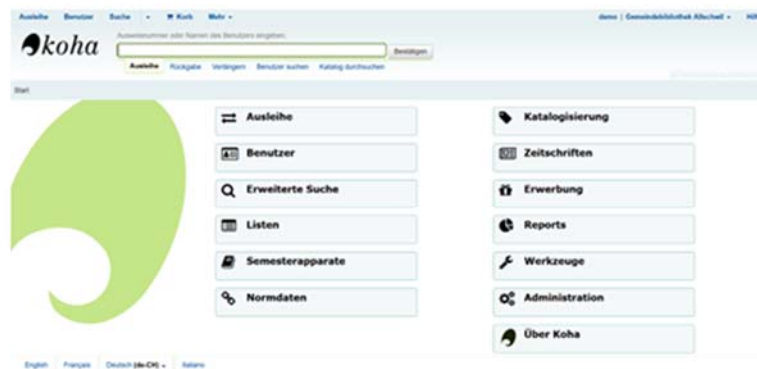 Ausleihe Benutzer Suche Korb Mehr demo | Gemeindebibliothek Allschwil
koha
Ausweisnummer oder Namen des Benutzers eingeben:
Bestätigen
Ausleihe Rückgabe Verlängern Benutzer suchen Katalog durchsuchen
Start
Ausleihe
Benutzer
Erweiterte Suche
Listen
Semesterapparate
Normdaten
Katalogisierung
Zeitschriften
Erwerbung
Reports
Werkzeuge
Administration
Über Koha
English Français Deutsch (de-CH) Italiano